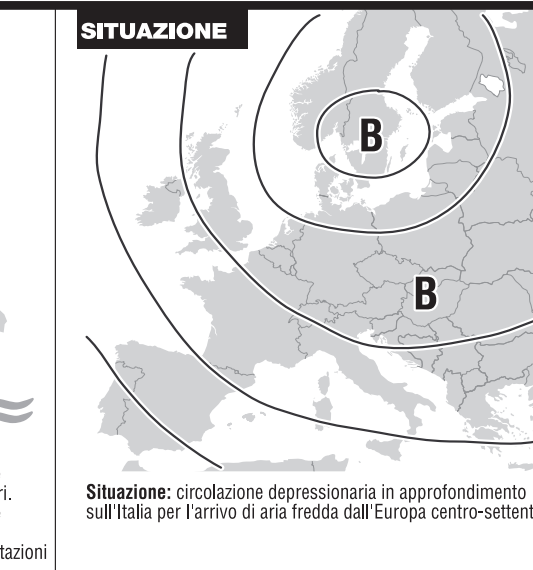 SITUAZIONE
B
B
Situazione: circolazione depressionaria in approfondimento
sull'Italia per l'arrivo di aria fredda dall'Europa centro-settent
ri.
tazioni